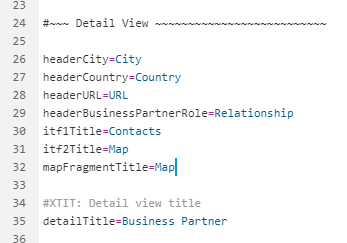 23
24 #~~~ Detail View ~~~~~~~~~~~~~~~~~~~~~~~~~~
25
26 headerCity=City
27 headerCountry=Country
28 headerURL=URL
29 headerBusinessPartnerRole=Relationship
30 itf1Title=Contacts
31 itf2Title=Map
32 mapFragmentTitle=Map
33
34 #XTIT: Detail view title
35 detailTitle=Business Partner
36